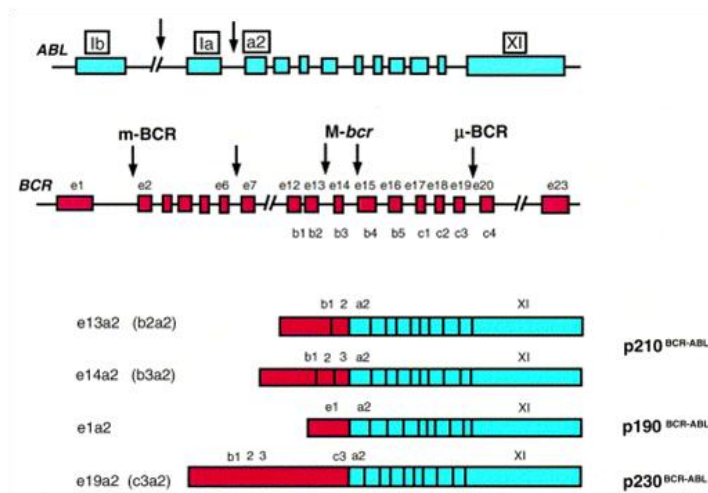 Ib Ia a2 XI
ABL
m-BCR M-bcr μ-BCR
e1 e2 e6 e7 e12 e13 e14 e15 e16 e17 e18 e19 e20 e23
BCR
b1 b2 b3 b4 b5 c1 c2 c3 c4
b1 2 a2 XI
e13a2 (b2a2)
p210 BCR-ABL
b1 2 3 a2 XI
e14a2 (b3a2)
e1 a2 XI
e1a2
p190 BCR-ABL
b1 2 3 c3 a2 XI
e19a2 (c3a2)
p230 BCR-ABL